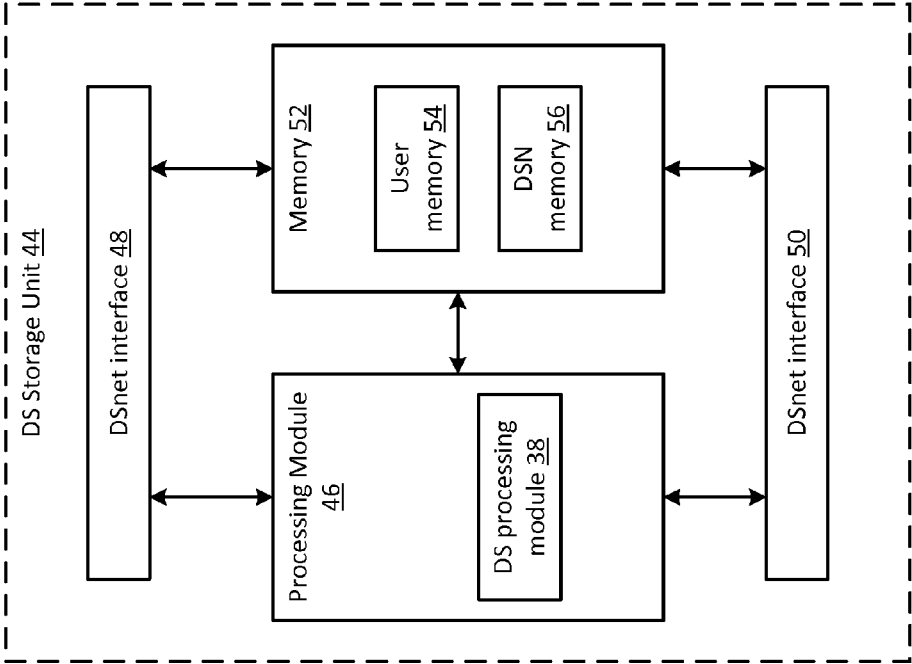 DS Storage Unit 44
DSnet interface 48
Processing Module
46
DS processing
module 38
Memory 52
User
memory 54
DSN
memory 56
DSnet interface 50